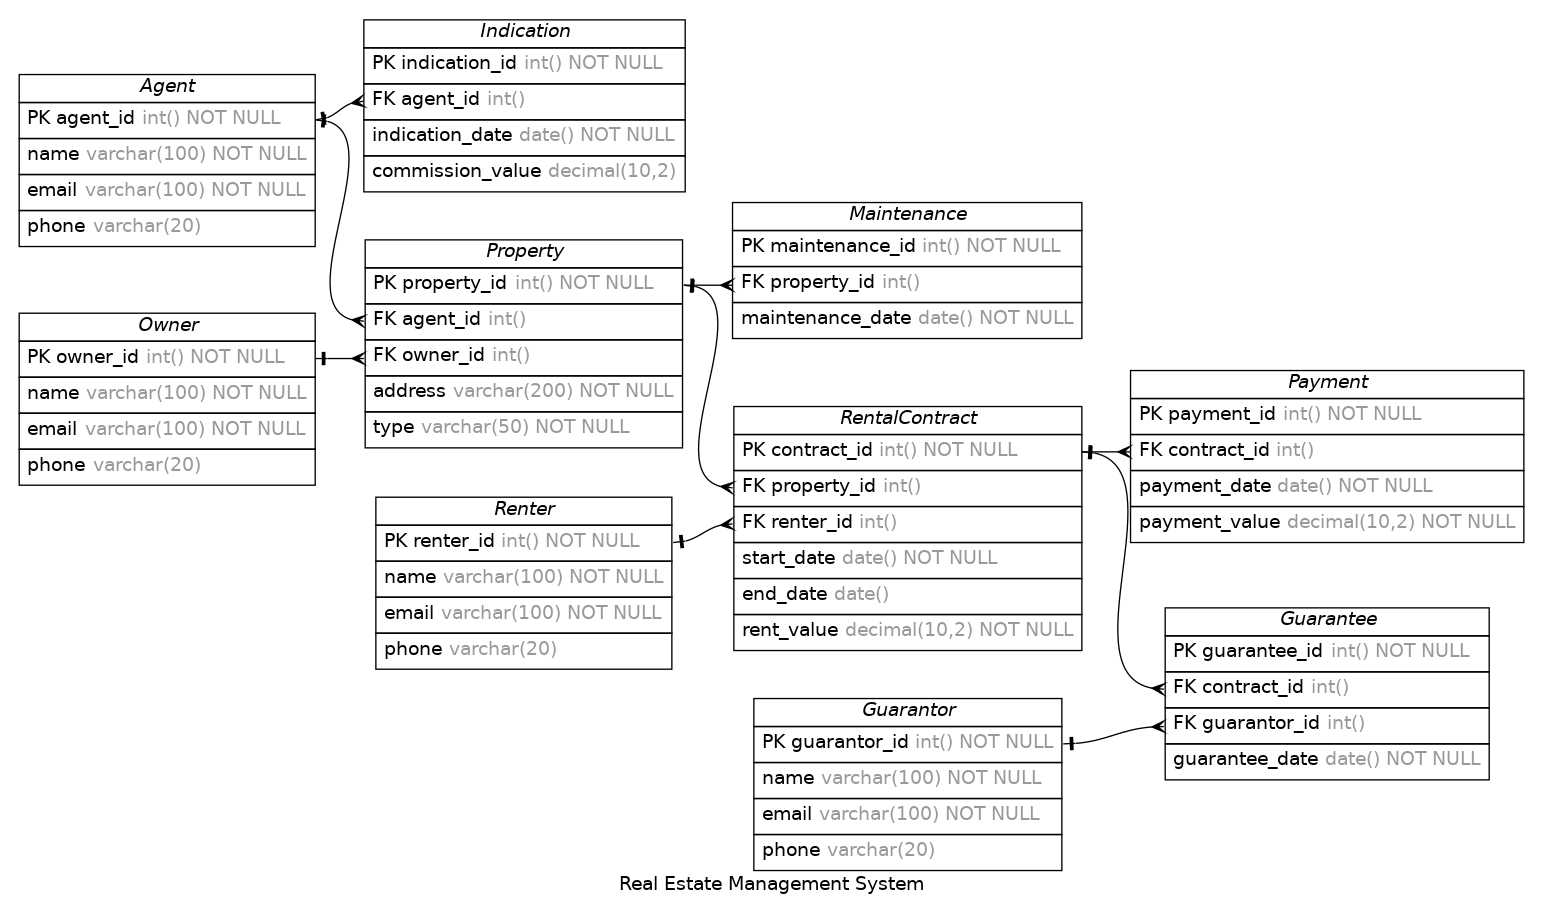 Indication
PK indication_id int() NOT NULL
FK agent_id int()
indication_date date() NOT NULL
commission_value decimal(10,2)
Agent
PK agent_id int() NOT NULL
name varchar(100) NOT NULL
email varchar(100) NOT NULL
phone varchar(20)
Property
PK property_id int() NOT NULL
FK agent_id int()
FK owner_id int()
address varchar(200) NOT NULL
type varchar(50) NOT NULL
Owner
PK owner_id int() NOT NULL
name varchar(100) NOT NULL
email varchar(100) NOT NULL
phone varchar(20)
Maintenance
PK maintenance_id int() NOT NULL
FK property_id int()
maintenance_date date() NOT NULL
RentalContract
PK contract_id int() NOT NULL
FK property_id int()
FK renter_id int()
start_date date() NOT NULL
end_date date()
rent_value decimal(10,2) NOT NULL
Payment
PK payment_id int() NOT NULL
FK contract_id int()
payment_date date() NOT NULL
payment_value decimal(10,2) NOT NULL
Renter
PK renter_id int() NOT NULL
name varchar(100) NOT NULL
email varchar(100) NOT NULL
phone varchar(20)
Guarantee
PK guarantee_id int() NOT NULL
FK contract_id int()
FK guarantor_id int()
guarantee_date date() NOT NULL
Guarantor
PK guarantor_id int() NOT NULL
name varchar(100) NOT NULL
email varchar(100) NOT NULL
phone varchar(20)
Real Estate Management System